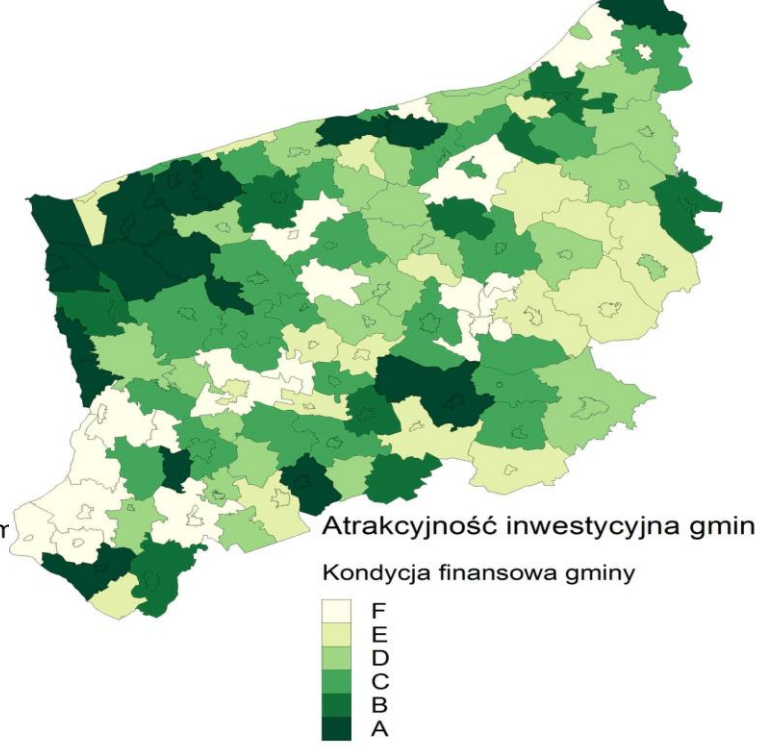 m
Atrakcyjność inwestycyjna gmin
Kondycja finansowa gminy
F
E
D
C
B
A